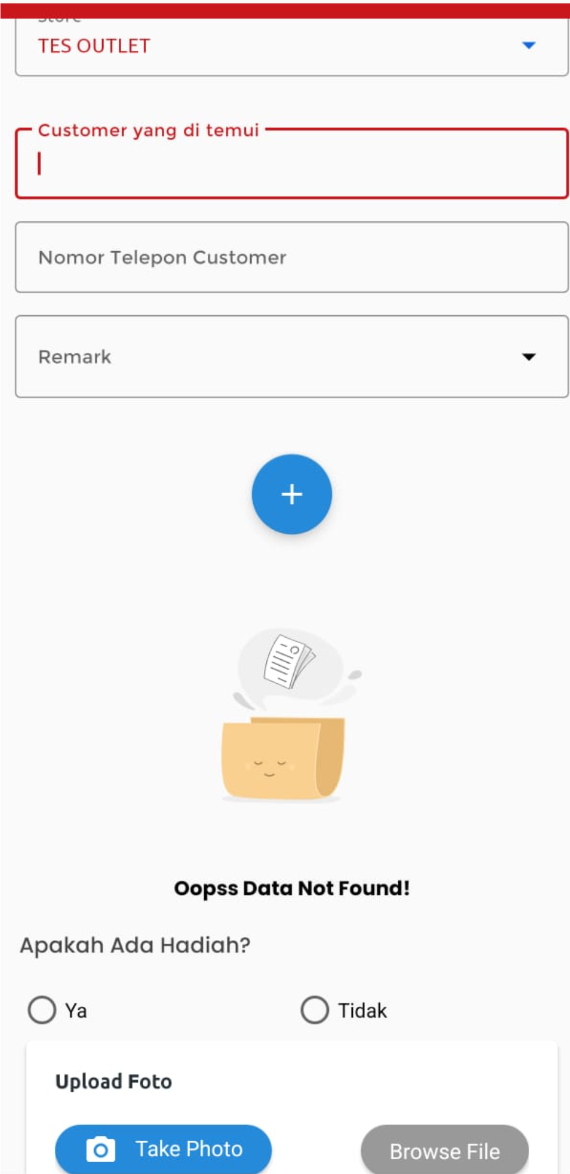 Store
TES OUTLET
Customer yang di temui
Nomor Telepon Customer
Remark
Oopss Data Not Found!
Apakah Ada Hadiah?
Ya
Tidak
Upload Foto
Take Photo
Browse File